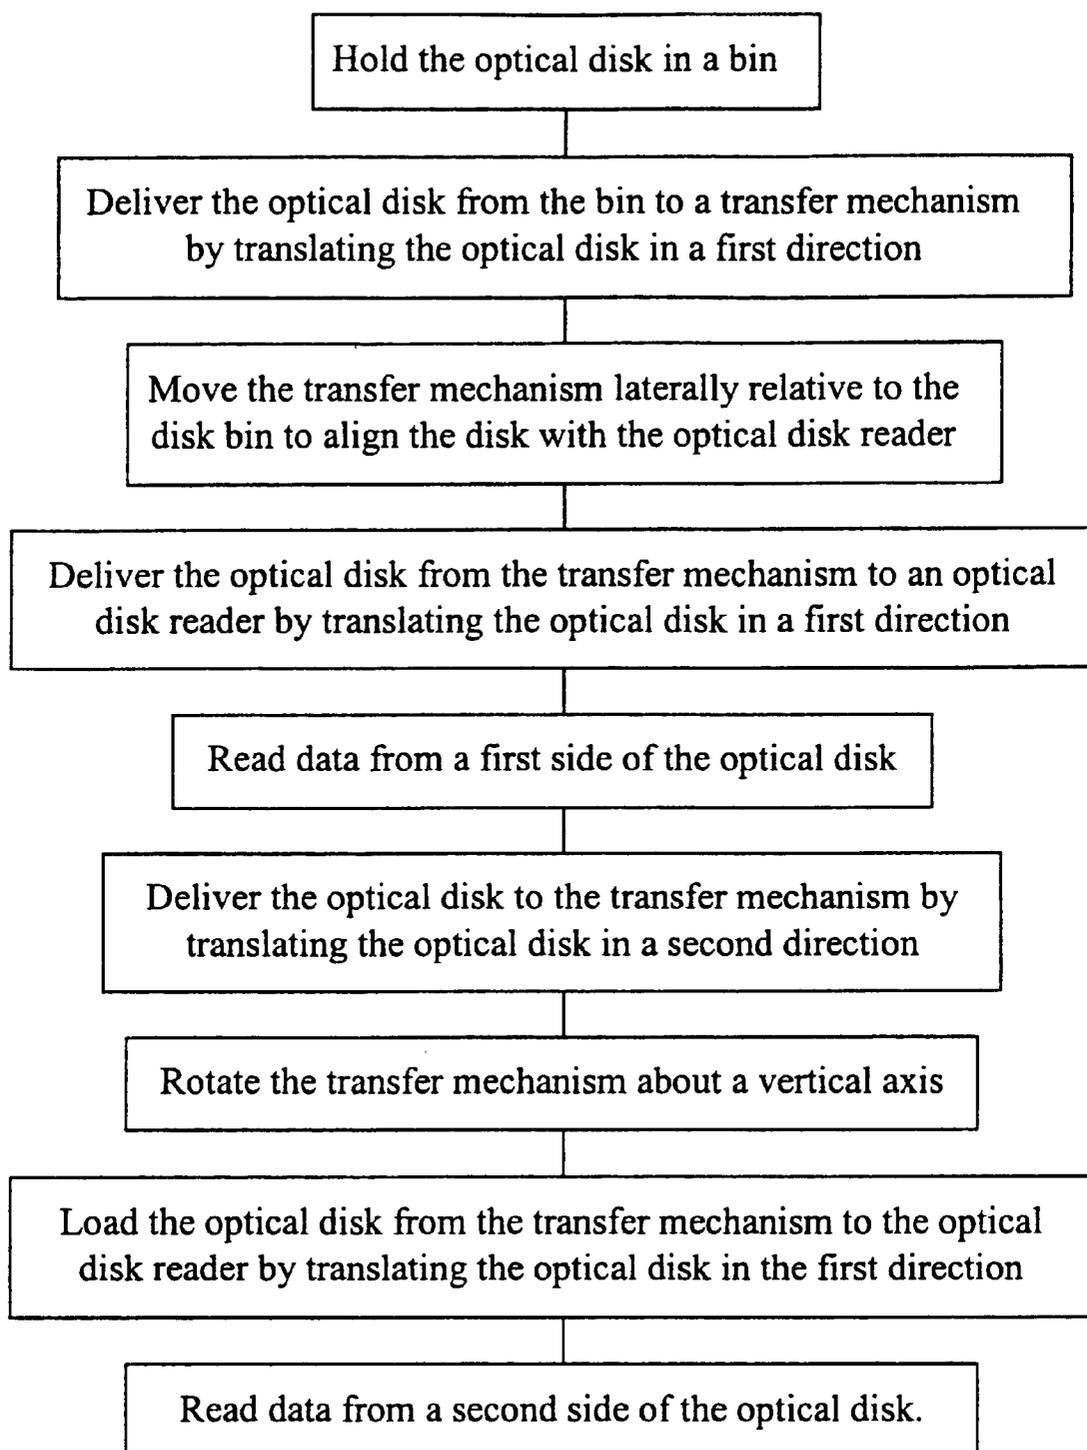 Hold the optical disk in a bin
Deliver the optical disk from the bin to a transfer mechanism
by translating the optical disk in a first direction
Move the transfer mechanism laterally relative to the
disk bin to align the disk with the optical disk reader
Deliver the optical disk from the transfer mechanism to an optical
disk reader by translating the optical disk in a first direction
Read data from a first side of the optical disk
Deliver the optical disk to the transfer mechanism by
translating the optical disk in a second direction
Rotate the transfer mechanism about a vertical axis
Load the optical disk from the transfer mechanism to the optical
disk reader by translating the optical disk in the first direction
Read data from a second side of the optical disk.